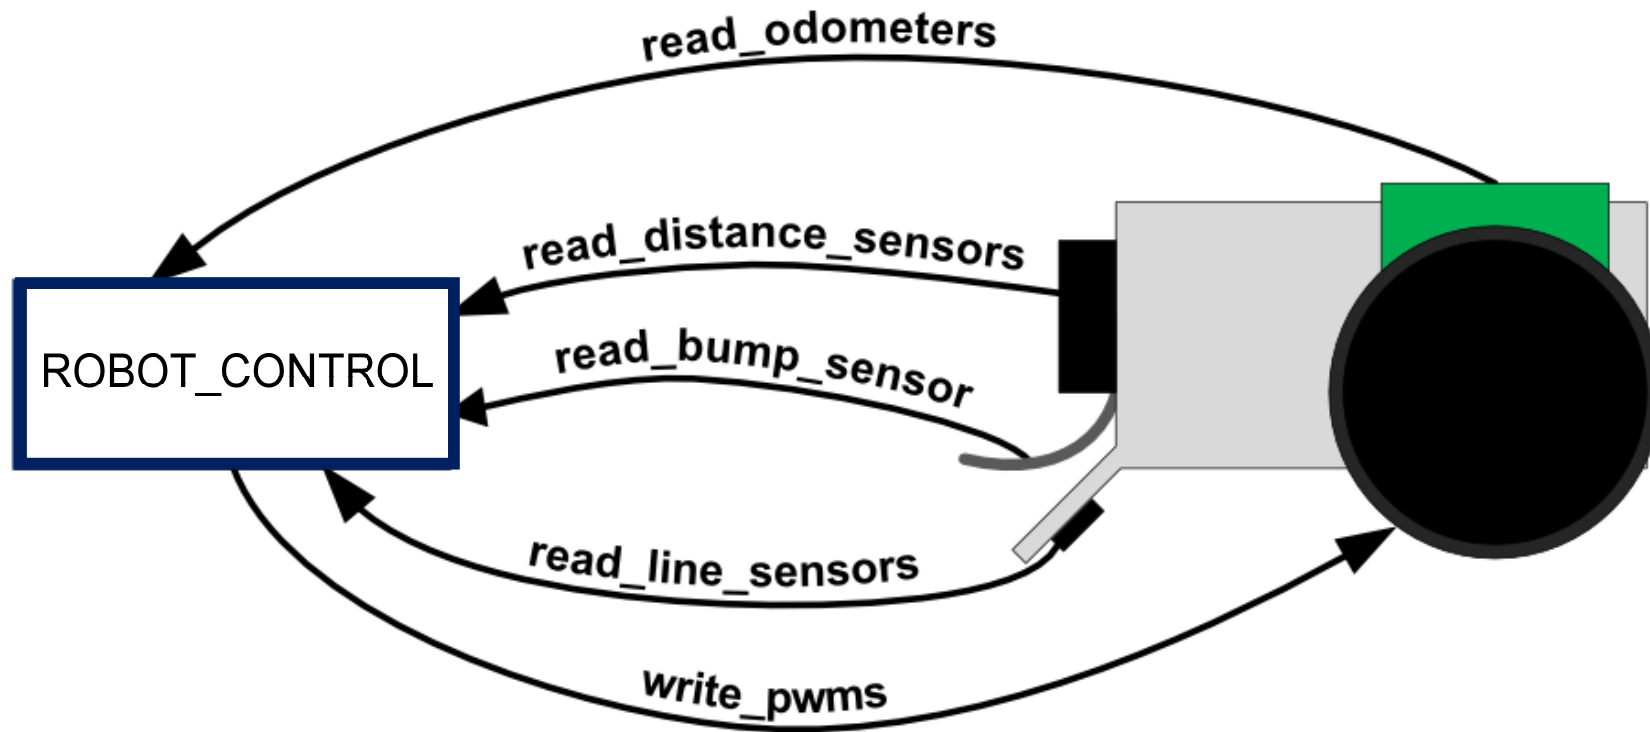 read_odometers
read_distance_sensors
read_bump_sensor
ROBOT_CONTROL
read_line_sensors
write_pwms